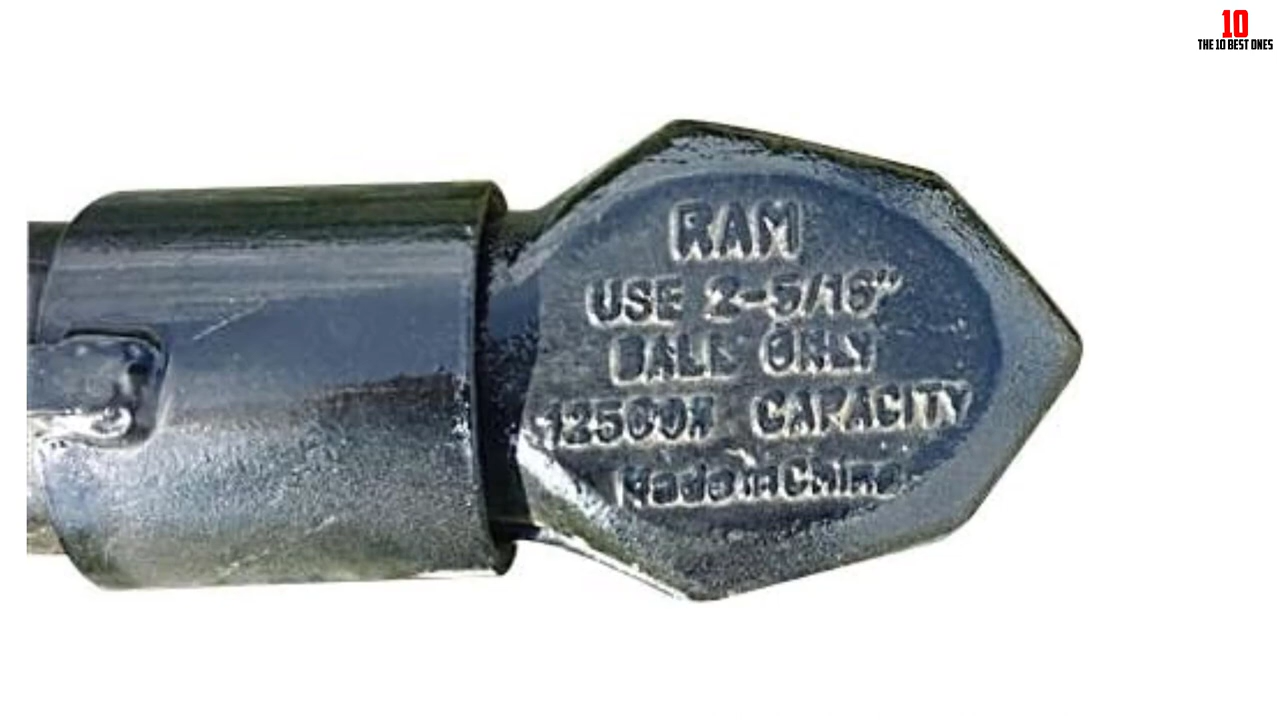 10
THE 10 BEST ONES
RAM
USE 2-5/16"
BALL ONLY
12500# CAPACITY
Made in China